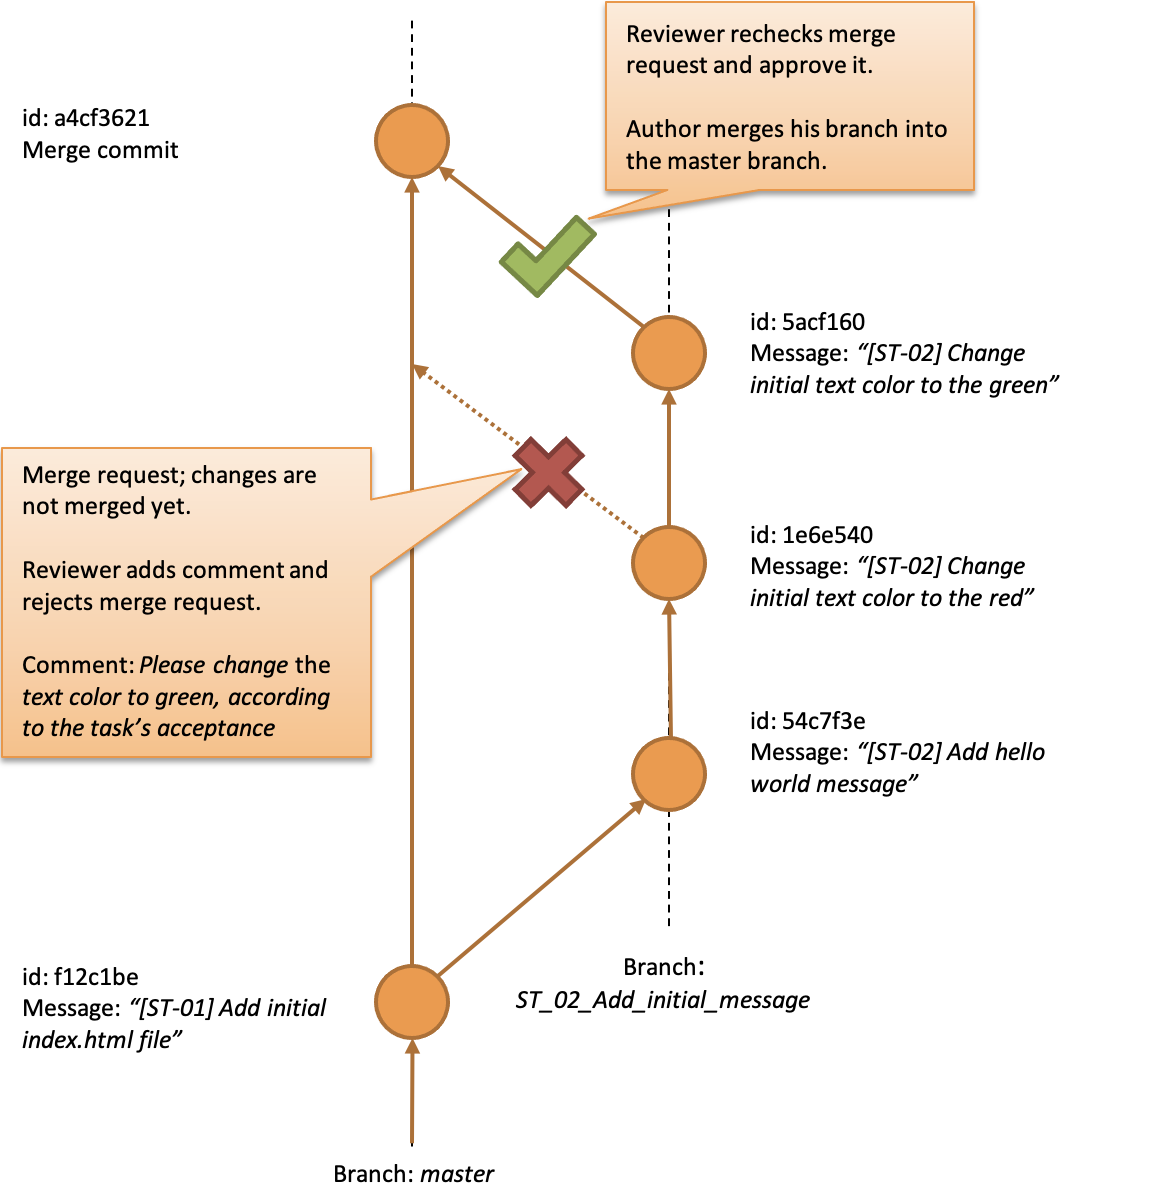 Reviewer rechecks merge
request and approve it.
Author merges his branch into
the master branch.
id: a4cf3621
Merge commit
id: 5acf160
Message: “[ST-02] Change
initial text color to the green”
Merge request; changes are
not merged yet.
Reviewer adds comment and
rejects merge request.
Comment: Please change the
text color to green, according
to the task’s acceptance
id: 1e6e540
Message: “[ST-02] Change
initial text color to the red”
id: 54c7f3e
Message: “[ST-02] Add hello
world message”
Branch:
ST_02_Add_initial_message
id: f12c1be
Message: “[ST-01] Add initial
index.html file”
Branch: master